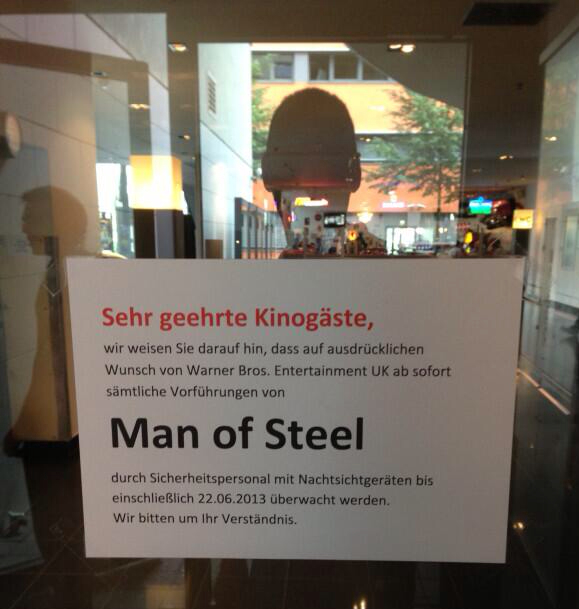 Sehr geehrte Kinogäste,
wir weisen Sie darauf hin, dass auf ausdrücklichen
Wunsch von Warner Bros. Entertainment UK ab sofort
sämtliche Vorführungen von
Man of Steel
durch Sicherheitspersonal mit Nachtsichtgeräten bis
einschließlich 22.06.2013 überwacht werden.
Wir bitten um Ihr Verständnis.